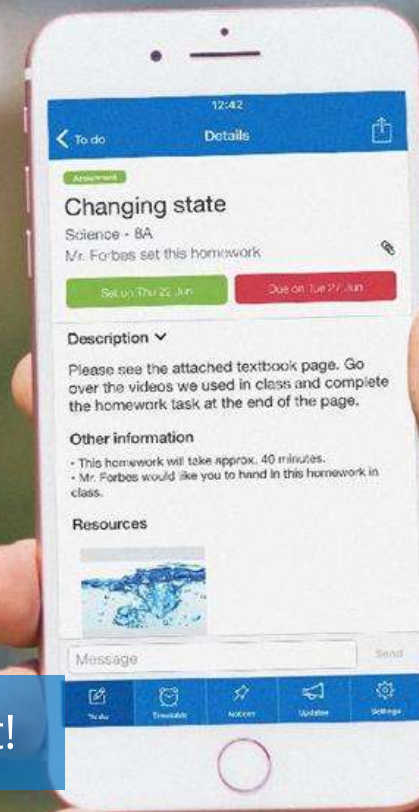 12:42
To do
Details
Assignment
Changing state
Science - 8A
Mr. Forbes set this homework
Set on Thu 22 Jun
Due on Tue 27 Jun
Description
Please see the attached textbook page. Go
over the videos we used in class and complete
the homework task at the end of the page.
Other information
- This homework will take approx. 40 minutes.
- Mr. Forbes would like you to hand in this homework in
class.
Resources
Message
Send
To do
Timetable
Notices
Updates
Settings